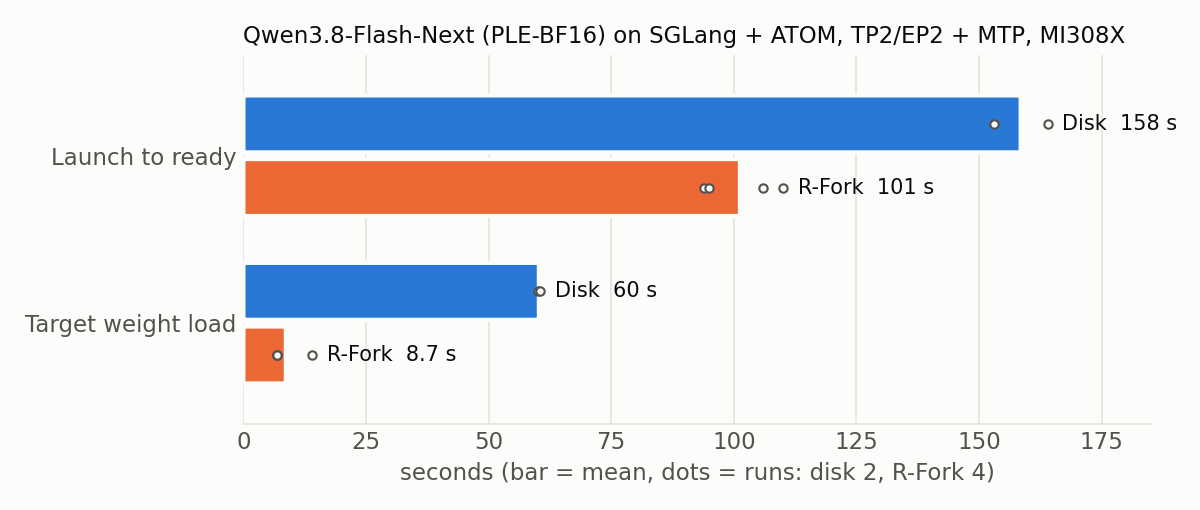 Qwen3.8-Flash-Next (PLE-BF16) on SGLang + ATOM, TP2/EP2 + MTP, MI308X
Launch to ready
Disk  158 s
R-Fork  101 s
Target weight load
Disk  60 s
R-Fork  8.7 s
0 25 50 75 100 125 150 175
seconds (bar = mean, dots = runs: disk 2, R-Fork 4)